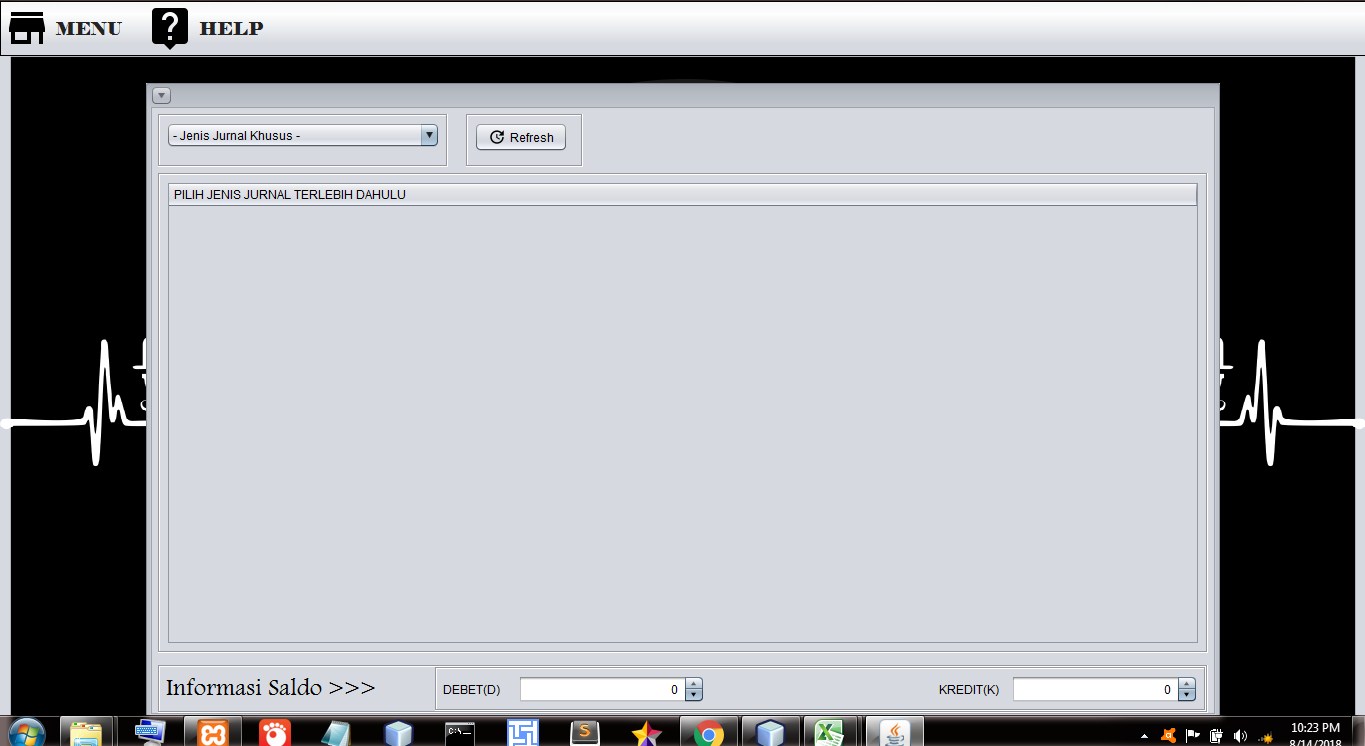 MENU
HELP
- Jenis Jurnal Khusus -
Refresh
PILIH JENIS JURNAL TERLEBIH DAHULU
Informasi Saldo >>>
DEBET(D)
0
KREDIT(K)
0
C:\._
S
10:23 PM
8/14/2018